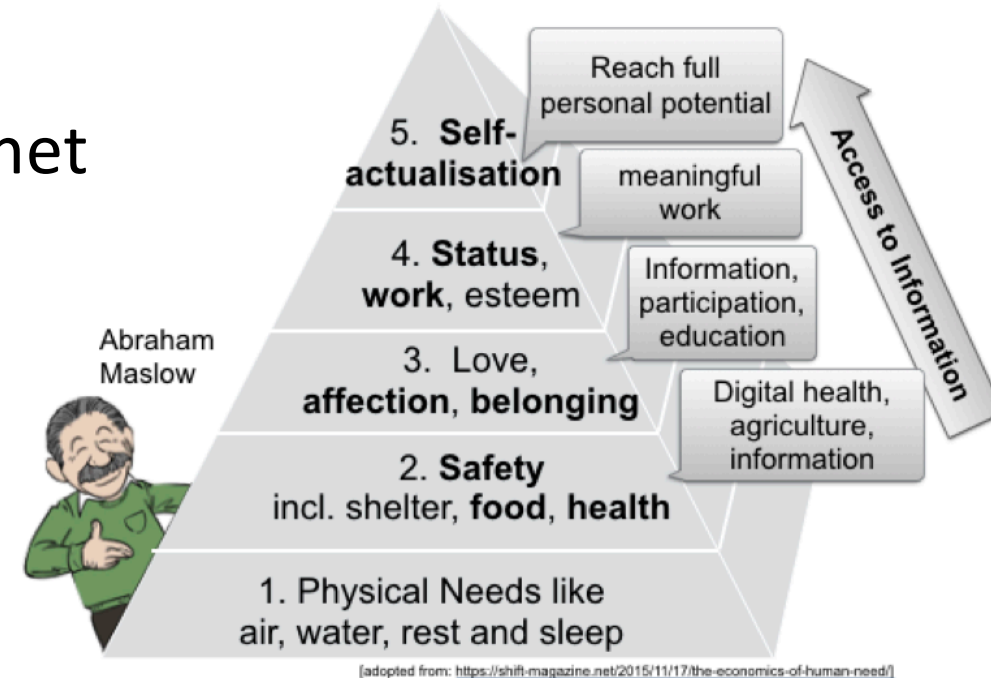 net
5. Self-
actualisation
Reach full
personal potential
meaningful
work
4. Status,
work, esteem
Information,
participation,
education
Access to Information
Abraham
Maslow
3. Love,
affection, belonging
Digital health,
agriculture,
information
2. Safety
incl. shelter, food, health
1. Physical Needs like
air, water, rest and sleep
[adopted from: https://shift-magazine.net/2015/11/17/the-economics-of-human-need/]